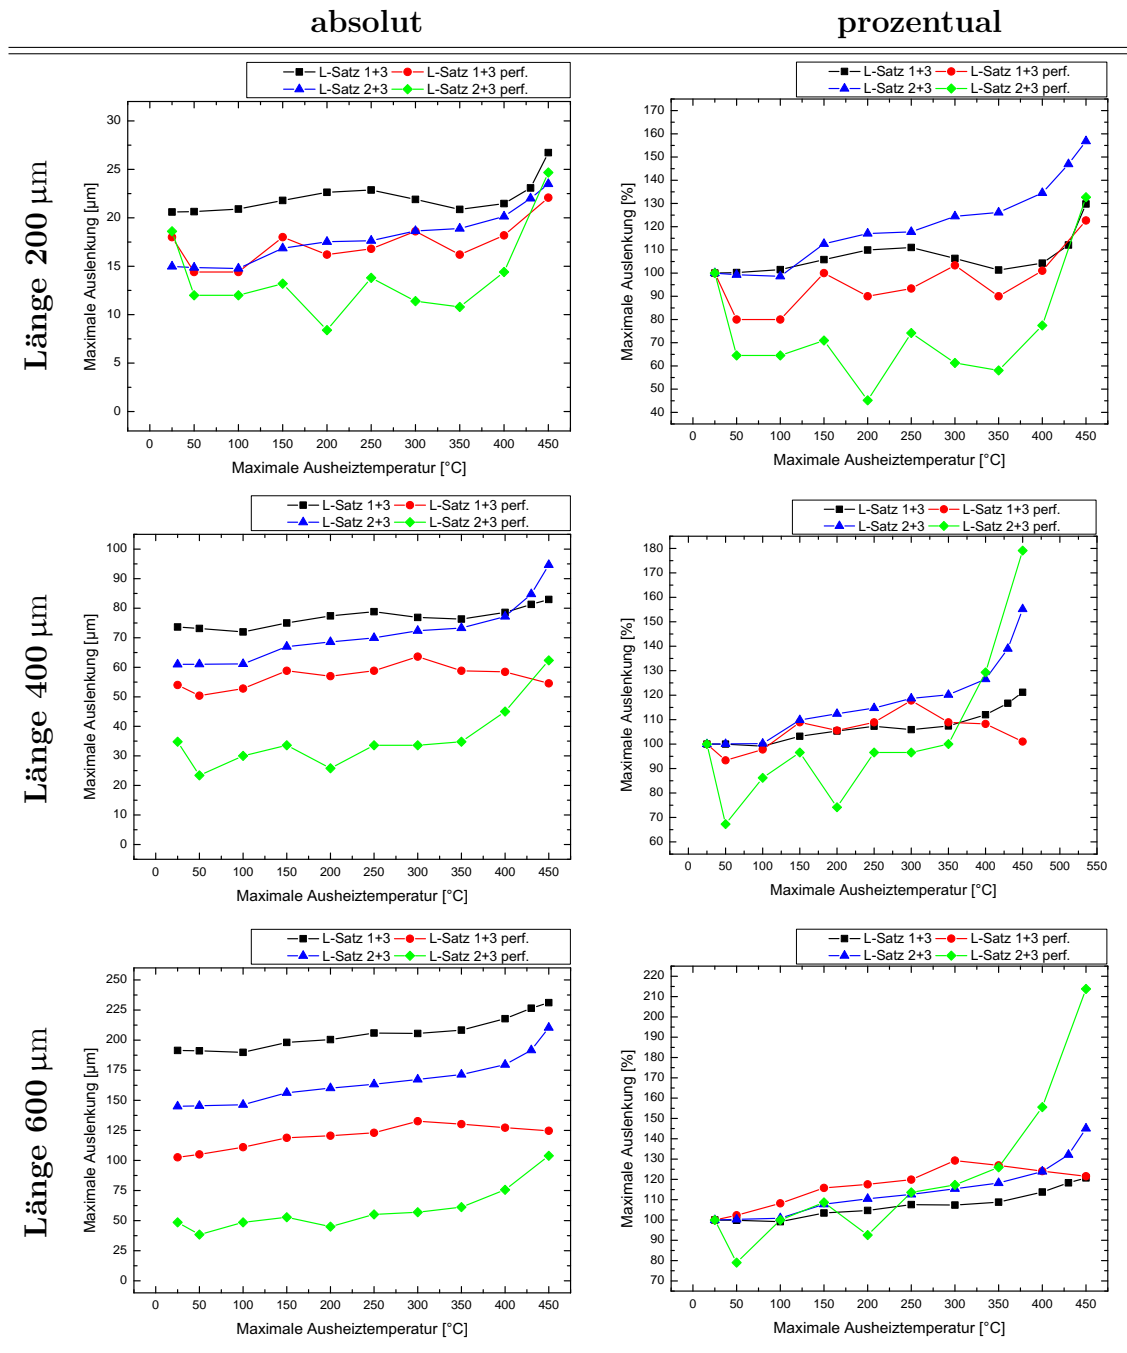 absolut prozentual
Länge 200 µm
L-Satz 1+3 L-Satz 1+3 perf.
L-Satz 2+3 L-Satz 2+3 perf.
30
25
20
15
10
5
0
Maximale Auslenkung [µm]
0 50 100 150 200 250 300 350 400 450
Maximale Ausheiztemperatur [°C]
L-Satz 1+3 L-Satz 1+3 perf.
L-Satz 2+3 L-Satz 2+3 perf.
170
160
150
140
130
120
110
100
90
80
70
60
50
40
Maximale Auslenkung [%]
0 50 100 150 200 250 300 350 400 450
Maximale Ausheiztemperatur [°C]
Länge 400 µm
L-Satz 1+3 L-Satz 1+3 perf.
L-Satz 2+3 L-Satz 2+3 perf.
100
90
80
70
60
50
40
30
20
10
0
Maximale Auslenkung [µm]
0 50 100 150 200 250 300 350 400 450
Maximale Ausheiztemperatur [°C]
L-Satz 1+3 L-Satz 1+3 perf.
L-Satz 2+3 L-Satz 2+3 perf.
180
170
160
150
140
130
120
110
100
90
80
70
60
Maximale Auslenkung [%]
0 50 100 150 200 250 300 350 400 450 500 550
Maximale Ausheiztemperatur [°C]
Länge 600 µm
L-Satz 1+3 L-Satz 1+3 perf.
L-Satz 2+3 L-Satz 2+3 perf.
250
225
200
175
150
125
100
75
50
25
0
Maximale Auslenkung [µm]
0 50 100 150 200 250 300 350 400 450
Maximale Ausheiztemperatur [°C]
L-Satz 1+3 L-Satz 1+3 perf.
L-Satz 2+3 L-Satz 2+3 perf.
220
210
200
190
180
170
160
150
140
130
120
110
100
90
80
70
Maximale Auslenkung [%]
0 50 100 150 200 250 300 350 400 450
Maximale Ausheiztemperatur [°C]